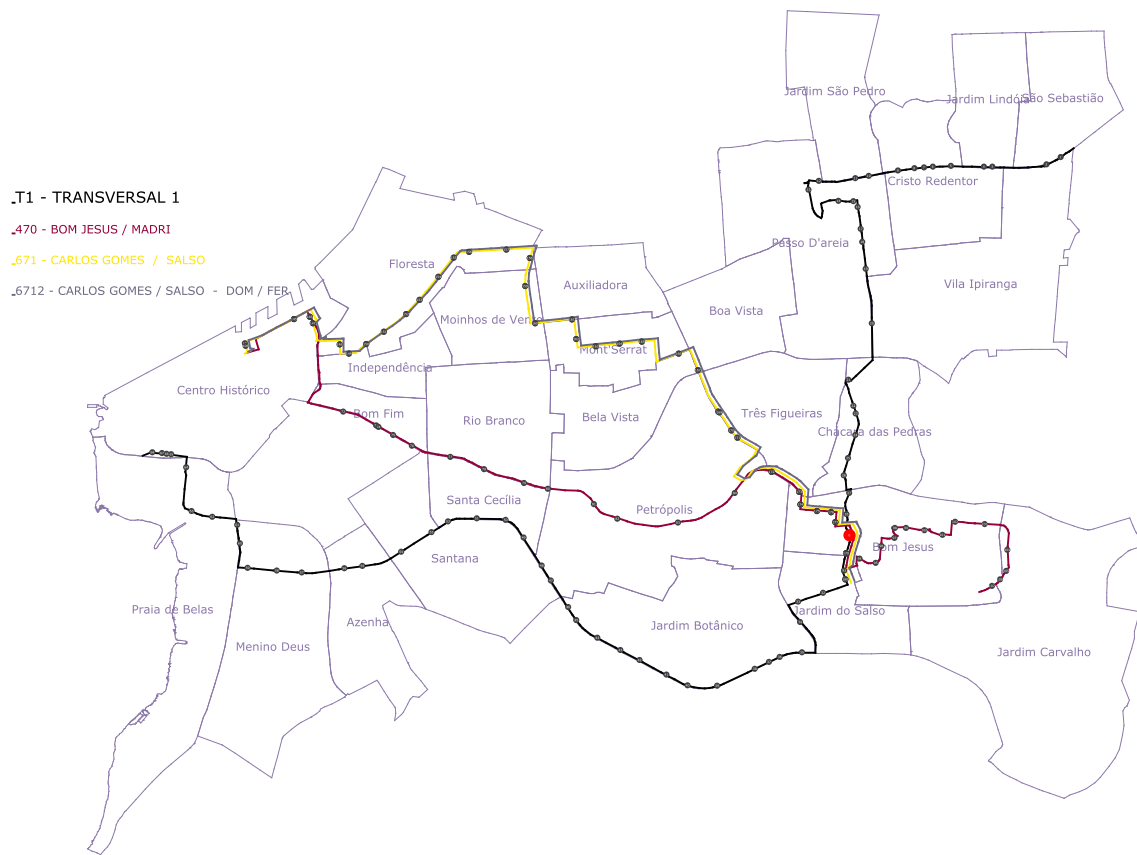 T1 - TRANSVERSAL 1
470 - BOM JESUS / MADRI
671 - CARLOS GOMES / SALSO
6712 - CARLOS GOMES / SALSO - DOM / FER
Jardim São Pedro
Jardim Lindóia
São Sebastião
Cristo Redentor
Passo D'areia
Vila Ipiranga
Floresta
Auxiliadora
Boa Vista
Moinhos de Vento
Mont Serrat
Independência
Centro Histórico
Bom Fim
Rio Branco
Bela Vista
Três Figueiras
Chácara das Pedras
Santa Cecília
Petrópolis
Bom Jesus
Santana
Praia de Belas
Azenha
Menino Deus
Jardim Botânico
Jardim do Salso
Jardim Carvalho